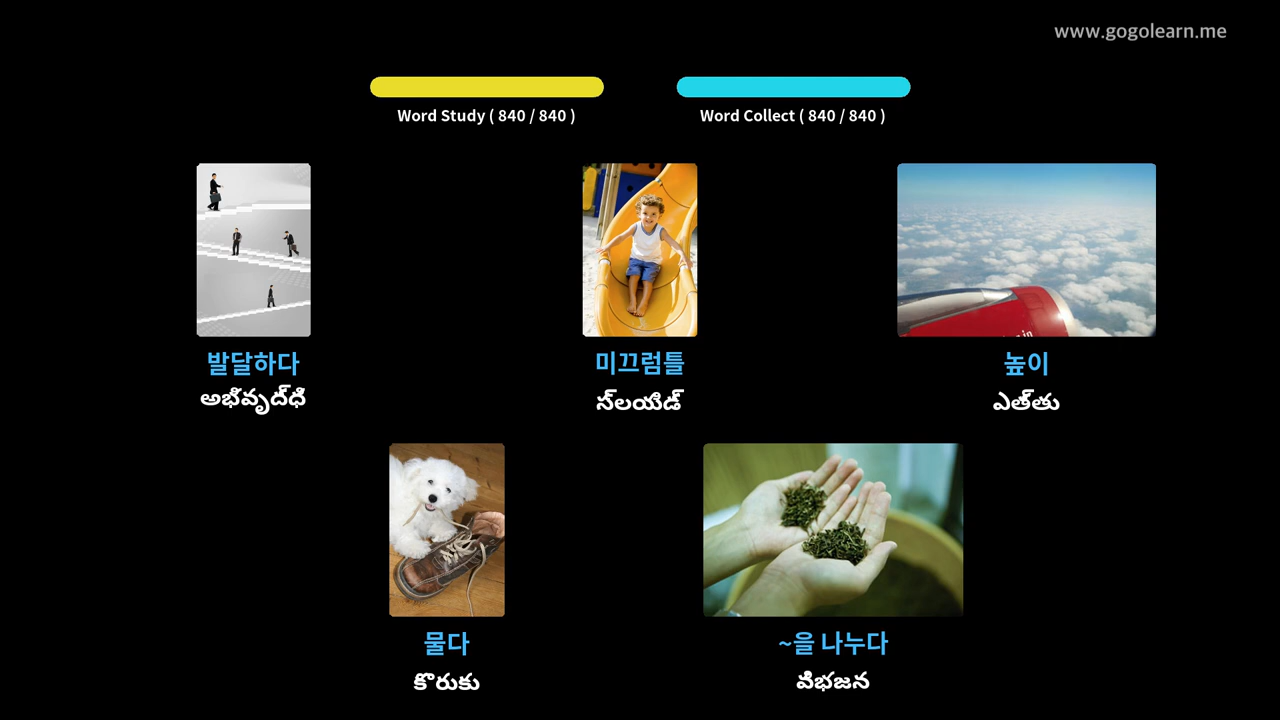 www.gogolearn.me
Word Study ( 840 / 840 )
Word Collect ( 840 / 840 )
발달하다
అభివృద్ధి
미끄럼틀
స్లయిడ్
높이
ఎత్తు
물다
కొరుకు
~을 나누다
విభజన